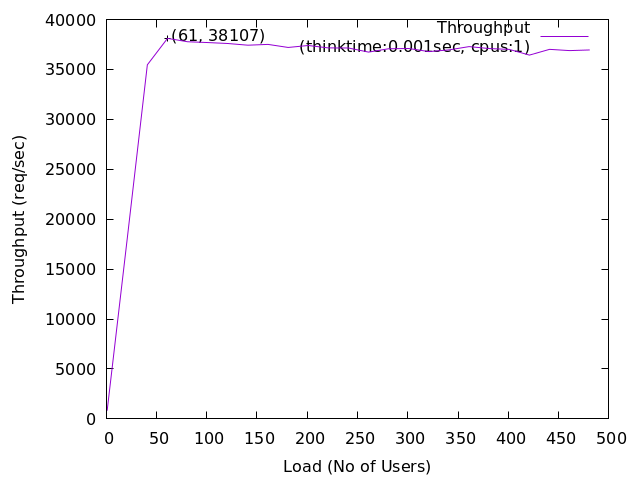 Throughput
(thinktime:0.001sec, cpus:1)
(61, 38107)
40000
35000
30000
25000
20000
15000
10000
5000
0
Throughput (req/sec)
0 50 100 150 200 250 300 350 400 450 500
Load (No of Users)